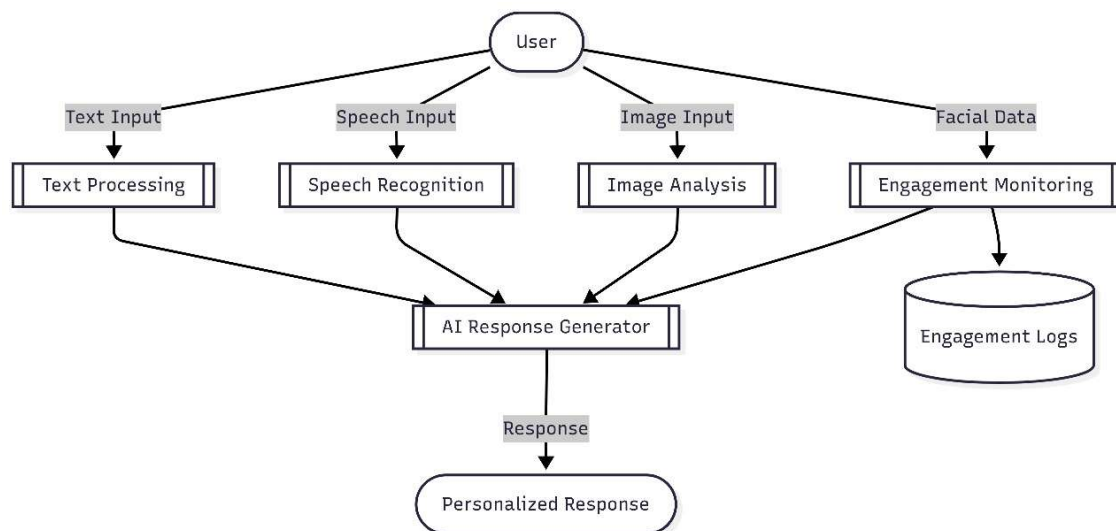 User
Text Input
Speech Input
Image Input
Facial Data
Text Processing
Speech Recognition
Image Analysis
Engagement Monitoring
AI Response Generator
Engagement Logs
Response
Personalized Response